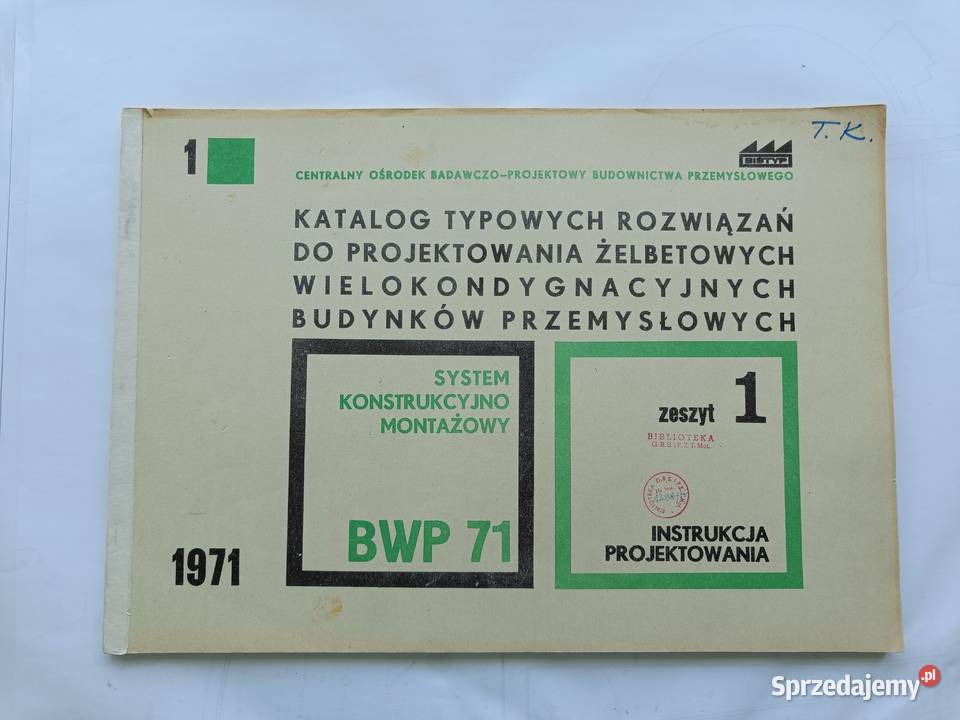 1
T. K.
BISTYP
CENTRALNY OŚRODEK BADAWCZO-PROJEKTOWY BUDOWNICTWA PRZEMYSŁOWEGO
KATALOG TYPOWYCH ROZWIĄZAŃ
DO PROJEKTOWANIA ŻELBETOWYCH
WIELOKONDYGNACYJNYCH
BUDYNKÓW PRZEMYSŁOWYCH
SYSTEM
KONSTRUKCYJNO
MONTAŻOWY
BWP 71
zeszyt 1
BIBLIOTEKA
INSTRUKCJA
PROJEKTOWANIA
1971
Sprzedajemy.pl